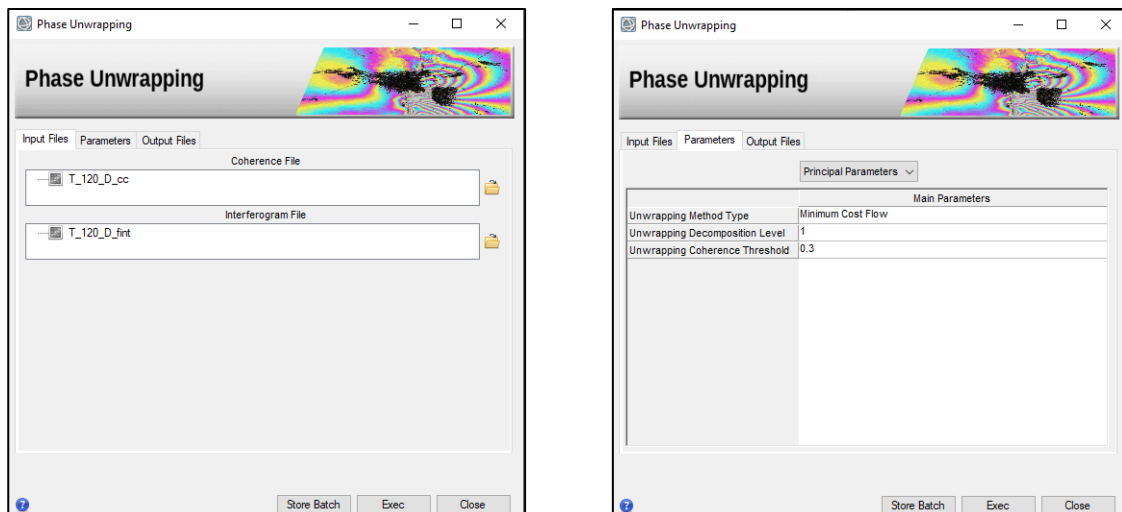 Phase Unwrapping
Phase Unwrapping
Input Files Parameters Output Files
Coherence File
T_120_D_cc
Interferogram File
T_120_D_fint
Store Batch Exec Close
Phase Unwrapping
Phase Unwrapping
Input Files Parameters Output Files
Principal Parameters
Main Parameters
Unwrapping Method Type Minimum Cost Flow
Unwrapping Decomposition Level 1
Unwrapping Coherence Threshold 0.3
Store Batch Exec Close